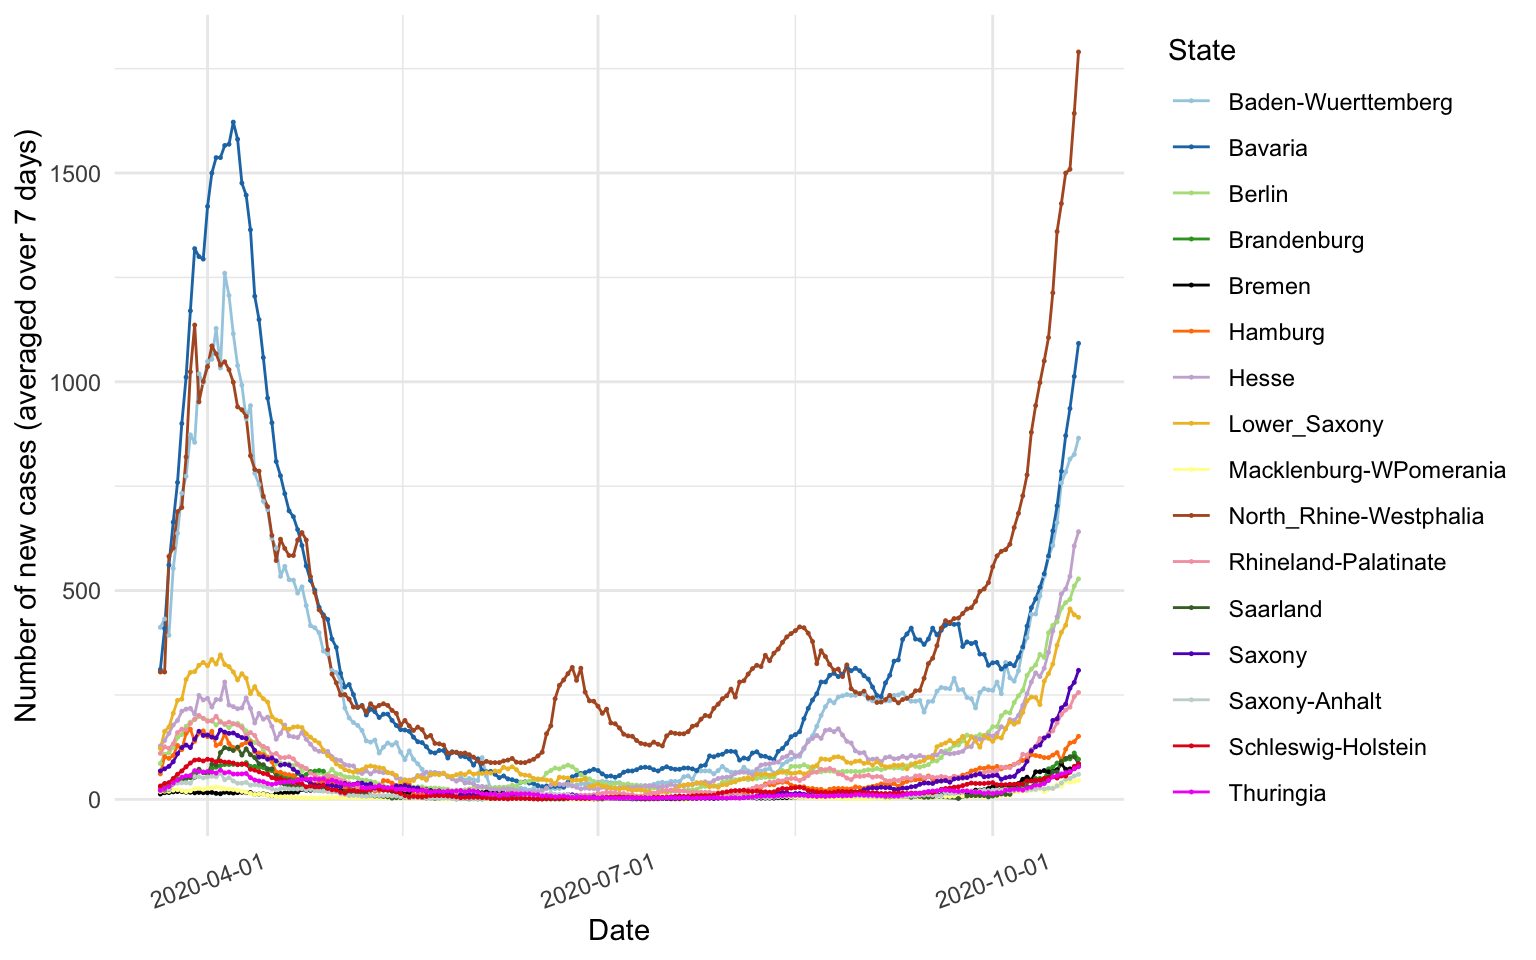 Number of new cases (averaged over 7 days)
1500
1000
500
0
2020-04-01
2020-07-01
2020-10-01
Date
State
Baden-Wuerttemberg
Bavaria
Berlin
Brandenburg
Bremen
Hamburg
Hesse
Lower_Saxony
Macklenburg-WPomerania
North_Rhine-Westphalia
Rhineland-Palatinate
Saarland
Saxony
Saxony-Anhalt
Schleswig-Holstein
Thuringia